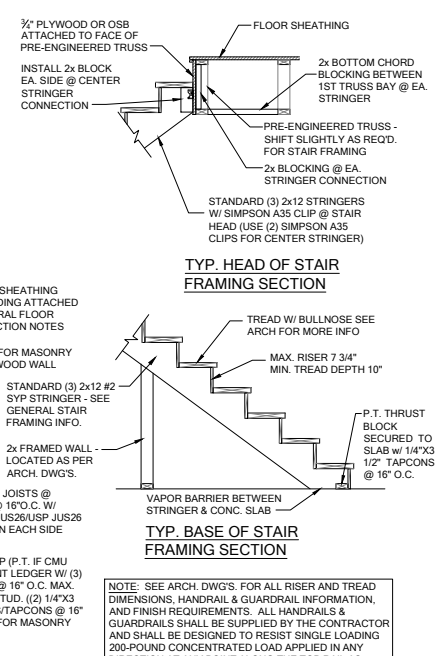 ¾" PLYWOOD OR OSB
ATTACHED TO FACE OF
PRE-ENGINEERED TRUSS
INSTALL 2x BLOCK
EA. SIDE @ CENTER
STRINGER
CONNECTION
FLOOR SHEATHING
2x BOTTOM CHORD
BLOCKING BETWEEN
1ST TRUSS BAY @ EA.
STRINGER
PRE-ENGINEERED TRUSS -
SHIFT SLIGHTLY AS REQ'D.
FOR STAIR FRAMING
2x BLOCKING @ EA.
STRINGER CONNECTION
STANDARD (3) 2x12 STRINGERS
W/ SIMPSON A35 CLIP @ STAIR
HEAD (USE (2) SIMPSON A35
CLIPS FOR CENTER STRINGER)
TYP. HEAD OF STAIR
FRAMING SECTION
SHEATHING
DING ATTACHED
RAL FLOOR
CTION NOTES
FOR MASONRY
WOOD WALL
STANDARD (3) 2x12 #2
SYP STRINGER - SEE
GENERAL STAIR
FRAMING INFO.
2x FRAMED WALL -
LOCATED AS PER
ARCH. DWG'S.
JOISTS @
16"O.C. W/
US26/USP JUS26
N EACH SIDE
P (P.T. IF CMU
NT LEDGER W/ (3)
@ 16" O.C. MAX.
STUD. ((2) 1/4"X3
/TAPCONS @ 16"
FOR MASONRY
TREAD W/ BULLNOSE SEE
ARCH FOR MORE INFO
MAX. RISER 7 3/4"
MIN. TREAD DEPTH 10"
P.T. THRUST
BLOCK
SECURED TO
SLAB w/ 1/4"X3
1/2" TAPCONS
@ 16" O.C.
VAPOR BARRIER BETWEEN
STRINGER & CONC. SLAB
TYP. BASE OF STAIR
FRAMING SECTION
NOTE: SEE ARCH. DWG'S. FOR ALL RISER AND TREAD
DIMENSIONS, HANDRAIL & GUARDRAIL INFORMATION,
AND FINISH REQUIREMENTS. ALL HANDRAILS &
GUARDRAILS SHALL BE SUPPLIED BY THE CONTRACTOR
AND SHALL BE DESIGNED TO RESIST SINGLE LOADING
200-POUND CONCENTRATED LOAD APPLIED IN ANY